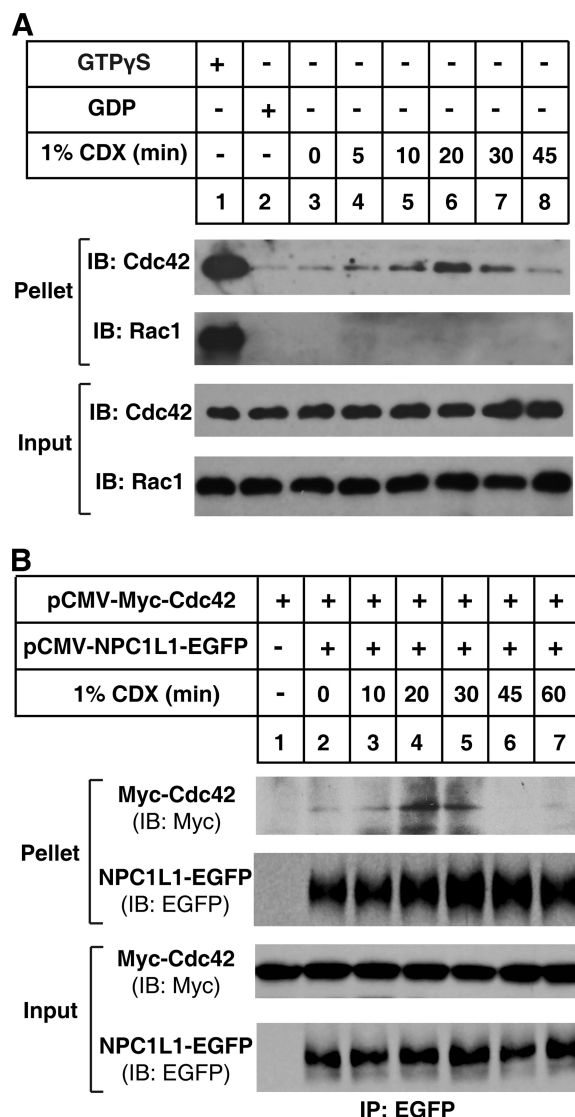 A
GTPγS + - - - - - - -
GDP - + - - - - - -
1% CDX (min) - - 0 5 10 20 30 45
1 2 3 4 5 6 7 8
Pellet
IB: Cdc42
IB: Rac1
Input
IB: Cdc42
IB: Rac1
B
pCMV-Myc-Cdc42 + + + + + + +
pCMV-NPC1L1-EGFP - + + + + + +
1% CDX (min) - 0 10 20 30 45 60
1 2 3 4 5 6 7
Pellet
Myc-Cdc42
(IB: Myc)
NPC1L1-EGFP
(IB: EGFP)
Input
Myc-Cdc42
(IB: Myc)
NPC1L1-EGFP
(IB: EGFP)
IP: EGFP